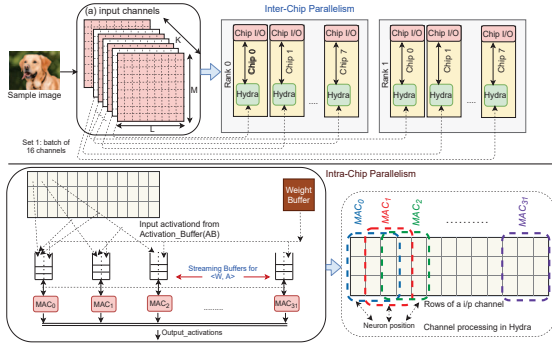 (a) input channels
K
M
L
Sample image
Set 1: batch of
16 channels
Inter-Chip Parallelism
Rank 0
Chip I/O
Chip I/O
Chip I/O
Chip 0
Chip 1
Chip 7
Hydra
Hydra
....
Hydra
Rank 1
Chip I/O
Chip I/O
Chip I/O
Chip 0
Chip 1
Chip 7
Hydra
Hydra
....
Hydra
Intra-Chip Parallelism
Input activationd from
Activation_Buffer(AB)
Weight
Buffer
Streaming Buffers for
<W, A>
MAC0
MAC1
MAC2
........
MAC31
Output_activations
MAC0
MAC1
MAC2
..................
MAC31
Rows of a i/p channel
Neuron position
Channel processing in Hydra